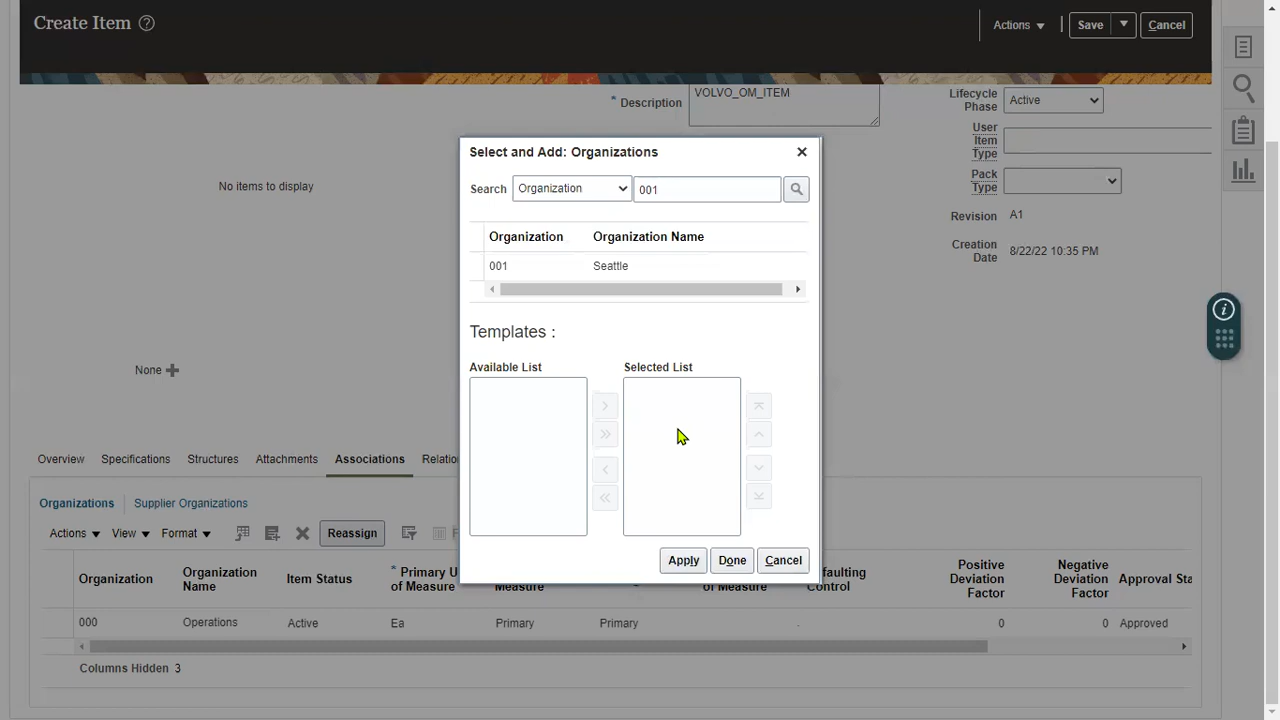 Create Item
Actions
Save
Cancel
Description
VOLVO_OM_ITEM
Lifecycle
Phase
Active
User
Item
Type
Pack
Type
Revision
A1
Creation
Date
8/22/22 10:35 PM
No items to display
None
Select and Add: Organizations
Search
Organization
001
Organization
Organization Name
001
Seattle
Templates :
Available List
Selected List
Apply
Done
Cancel
Overview
Specifications
Structures
Attachments
Associations
Organizations
Supplier Organizations
Actions
View
Format
Reassign
Organization
Organization
Name
Item Status
* Primary U
of Measure
Measure
of Measure
Control
Positive
Deviation
Factor
Negative
Deviation
Factor
Approval Sta
000
Operations
Active
Ea
Primary
Primary
0
0
Approved
Columns Hidden 3